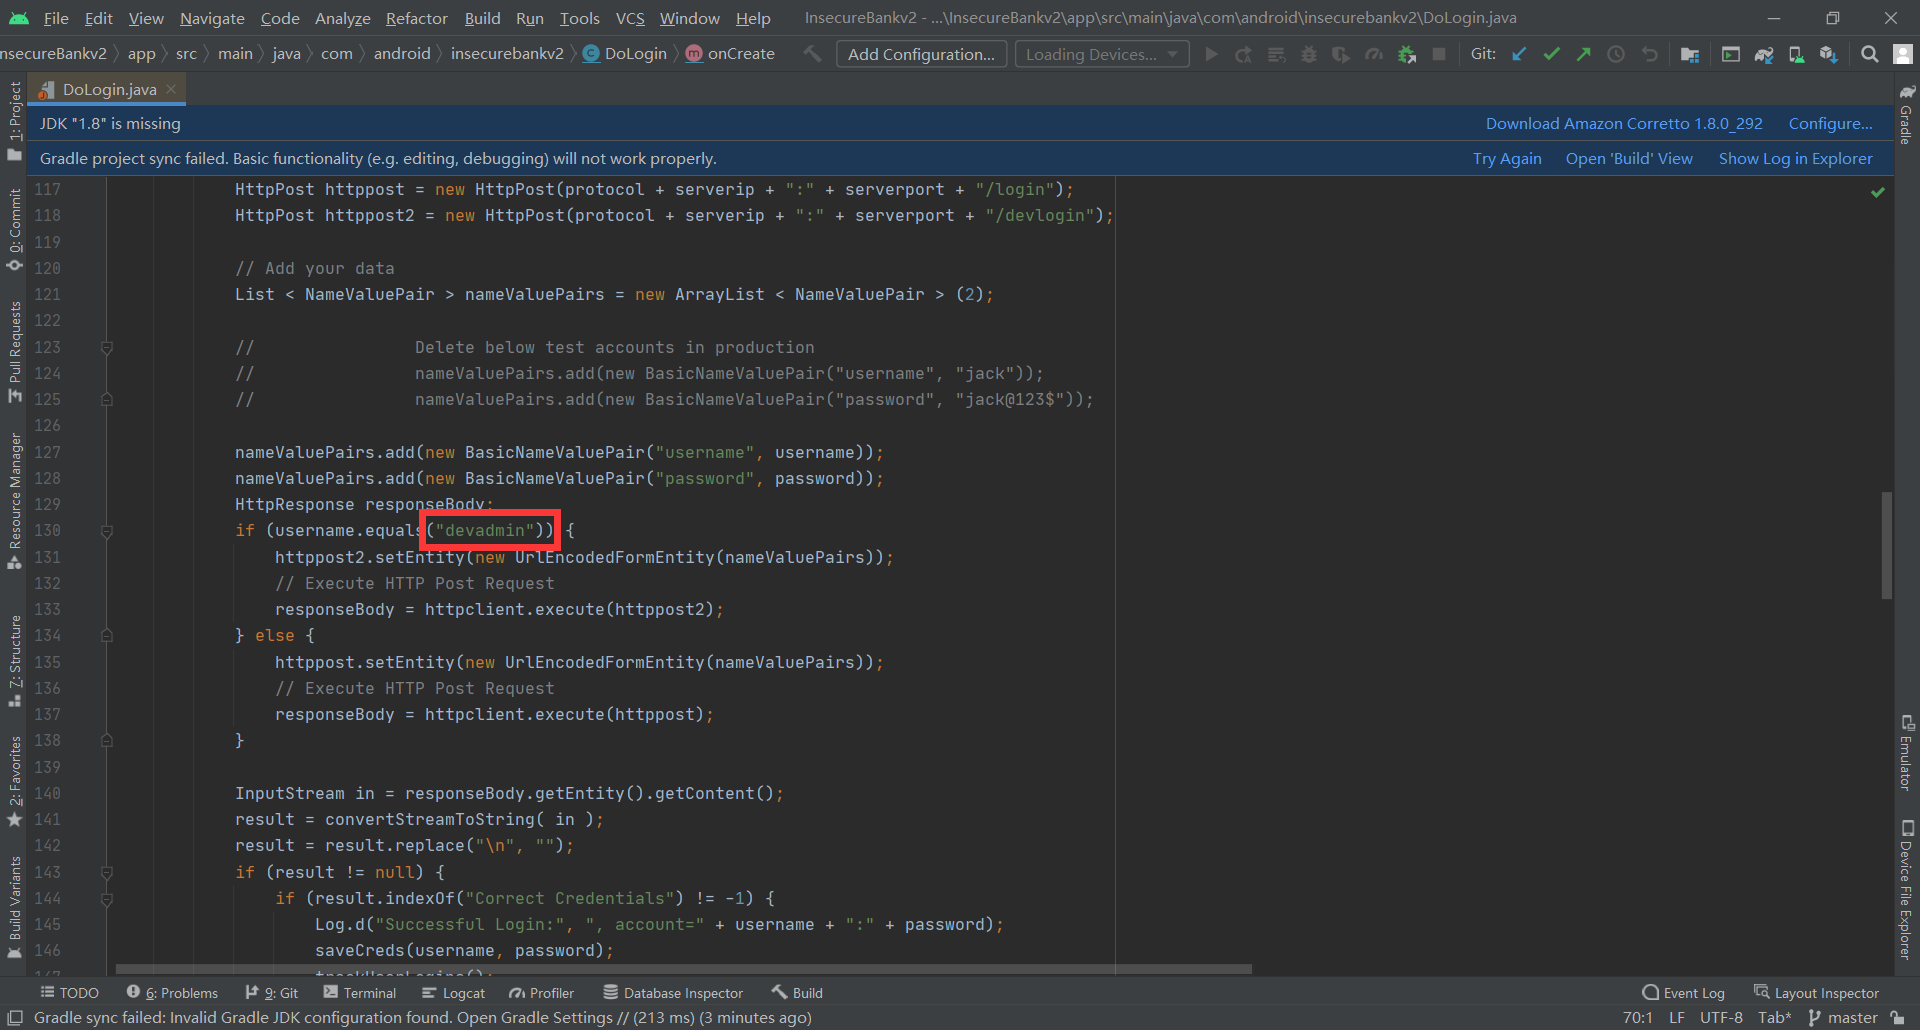 File Edit View Navigate Code Analyze Refactor Build Run Tools VCS Window Help InsecureBankv2 - ...\InsecureBankv2\app\src\main\java\com\android\insecurebankv2\DoLogin.java
nsecureBankv2 app src main java com android insecurebankv2 C DoLogin m onCreate Add Configuration... Loading Devices... Git:
DoLogin.java
JDK "1.8" is missing Download Amazon Corretto 1.8.0_292 Configure...
Gradle project sync failed. Basic functionality (e.g. editing, debugging) will not work properly. Try Again Open 'Build' View Show Log in Explorer
117 HttpPost httppost = new HttpPost(protocol + serverip + ":" + serverport + "/login");
118 HttpPost httppost2 = new HttpPost(protocol + serverip + ":" + serverport + "/devlogin");
119
120 // Add your data
121 List < NameValuePair > nameValuePairs = new ArrayList < NameValuePair > (2);
122
123 // Delete below test accounts in production
124 // nameValuePairs.add(new BasicNameValuePair("username", "jack"));
125 // nameValuePairs.add(new BasicNameValuePair("password", "jack@123$"));
126
127 nameValuePairs.add(new BasicNameValuePair("username", username));
128 nameValuePairs.add(new BasicNameValuePair("password", password));
129 HttpResponse responseBody;
130 if (username.equals("devadmin")) {
131 httppost2.setEntity(new UrlEncodedFormEntity(nameValuePairs));
132 // Execute HTTP Post Request
133 responseBody = httpclient.execute(httppost2);
134 } else {
135 httppost.setEntity(new UrlEncodedFormEntity(nameValuePairs));
136 // Execute HTTP Post Request
137 responseBody = httpclient.execute(httppost);
138 }
139
140 InputStream in = responseBody.getEntity().getContent();
141 result = convertStreamToString( in );
142 result = result.replace("\n", "");
143 if (result != null) {
144 if (result.indexOf("Correct Credentials") != -1) {
145 Log.d("Successful Login:", ", account=" + username + ":" + password);
146 saveCreds(username, password);
147 trackUserLogins();
1: Project
0: Commit
Pull Requests
Resource Manager
7: Structure
2: Favorites
Build Variants
Gradle
Emulator
Device File Explorer
TODO 6: Problems 9: Git Terminal Logcat Profiler Database Inspector Build Event Log Layout Inspector
Gradle sync failed: Invalid Gradle JDK configuration found. Open Gradle Settings // (213 ms) (3 minutes ago) 70:1 LF UTF-8 Tab* master